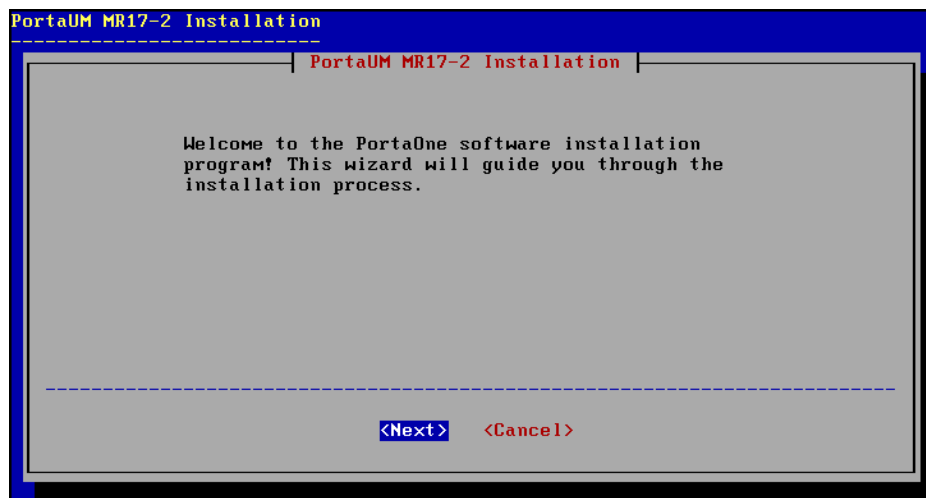 PortaUM MR17-2 Installation
PortaUM MR17-2 Installation
Welcome to the PortaOne software installation
program! This wizard will guide you through the
installation process.
<Next> <Cancel>